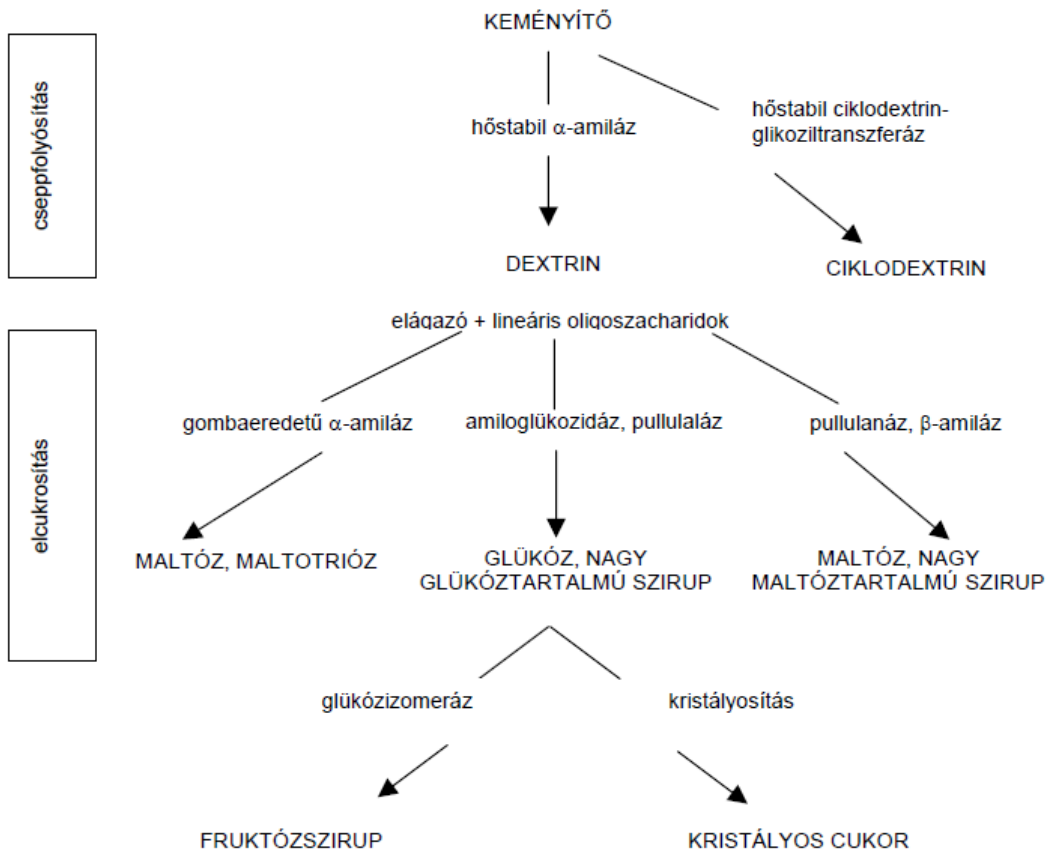 KEMÉNYÍTŐ
cseppfolyósítás
hőstabil α-amiláz
hőstabil ciklodextrin-
glikoziltranszferáz
DEXTRIN
CIKLODEXTRIN
elágazó + lineáris oligoszacharidok
elcukrosítás
gombaeredetű α-amiláz
amiloglükozidáz, pullulaláz
pullulanáz, β-amiláz
MALTÓZ, MALTOTRIÓZ
GLÜKÓZ, NAGY
GLÜKÓZTARTALMÚ SZIRUP
MALTÓZ, NAGY
MALTÓZTARTALMÚ SZIRUP
glükózizomeráz
kristályosítás
FRUKTÓZSZIRUP
KRISTÁLYOS CUKOR